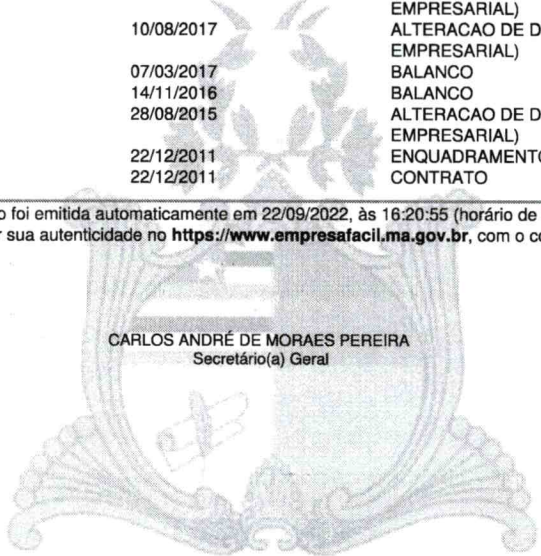 EMPRESARIAL)
10/08/2017 ALTERACAO DE D
EMPRESARIAL)
07/03/2017 BALANCO
14/11/2016 BALANCO
28/08/2015 ALTERACAO DE D
EMPRESARIAL)
22/12/2011 ENQUADRAMENTO
22/12/2011 CONTRATO
o foi emitida automaticamente em 22/09/2022, às 16:20:55 (horário de
r sua autenticidade no https://www.empresafacil.ma.gov.br, com o có
CARLOS ANDRÉ DE MORAES PEREIRA
Secretário(a) Geral